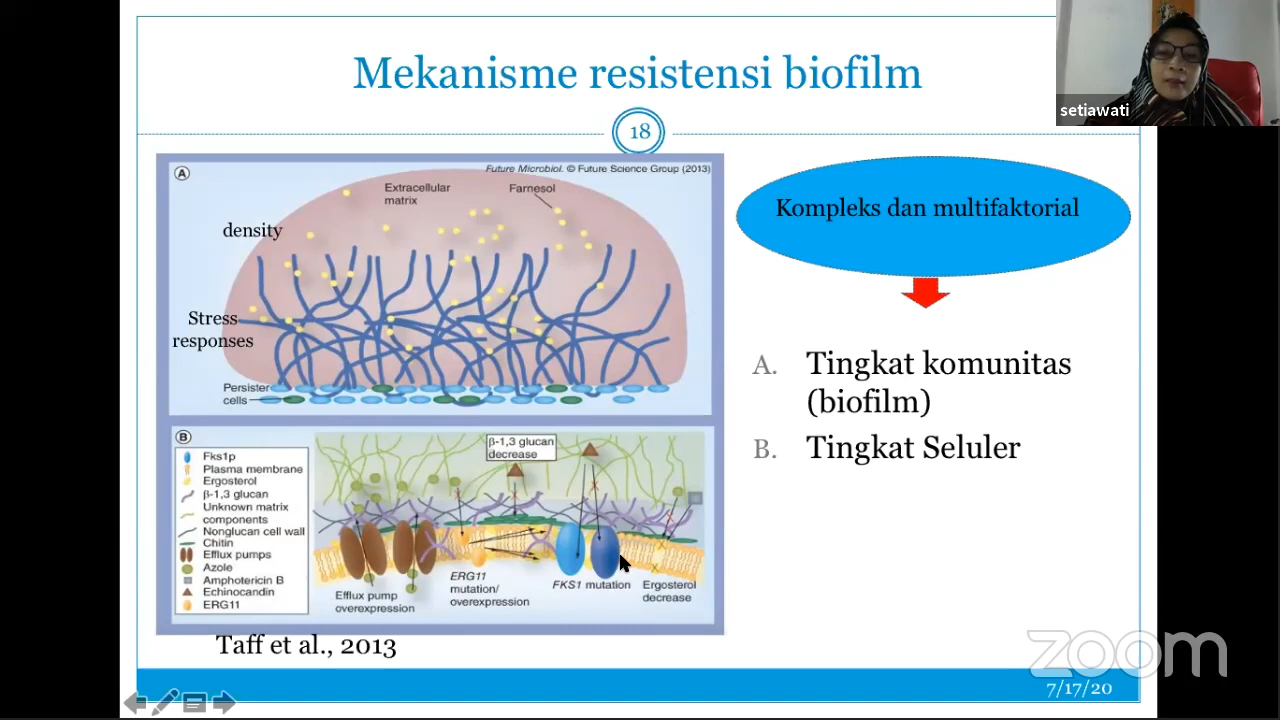 Mekanisme resistensi biofilm
setiawati
18
A
Future Microbiol. © Future Science Group (2013)
Extracellular
matrix
Farnesol
density
Stress
responses
Persister
cells
Kompleks dan multifaktorial
A. Tingkat komunitas
(biofilm)
B. Tingkat Seluler
B
Fks1p
Plasma membrane
Ergosterol
β-1,3 glucan
Unknown matrix
components
Nonglucan cell wall
Chitin
Efflux pumps
Azole
Amphotericin B
Echinocandin
ERG11
β-1,3 glucan
decrease
Efflux pump
overexpression
ERG11
mutation/
overexpression
FKS1 mutation
Ergosterol
decrease
Taff et al., 2013
zoom
7/17/20